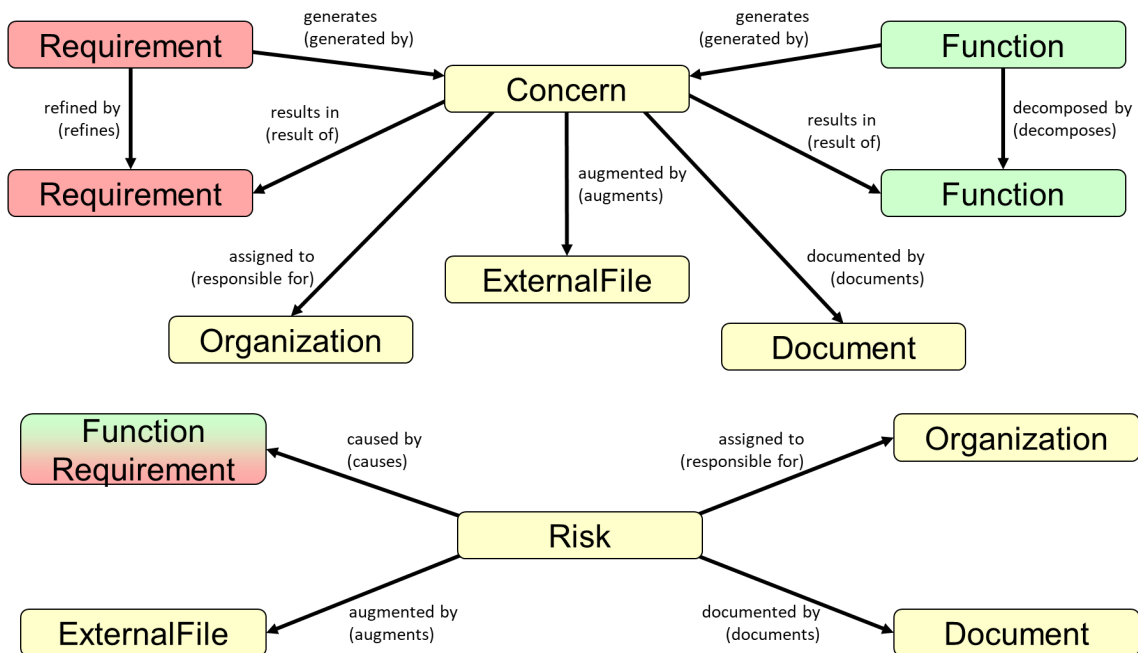 generates
(generated by)
generates
(generated by)
Requirement
Function
Concern
refined by
(refines)
results in
(result of)
results in
(result of)
decomposed by
(decomposes)
augmented by
(augments)
Requirement
Function
assigned to
(responsible for)
documented by
(documents)
ExternalFile
Organization
Document
Function
Requirement
caused by
(causes)
assigned to
(responsible for)
Organization
Risk
augmented by
(augments)
documented by
(documents)
ExternalFile
Document